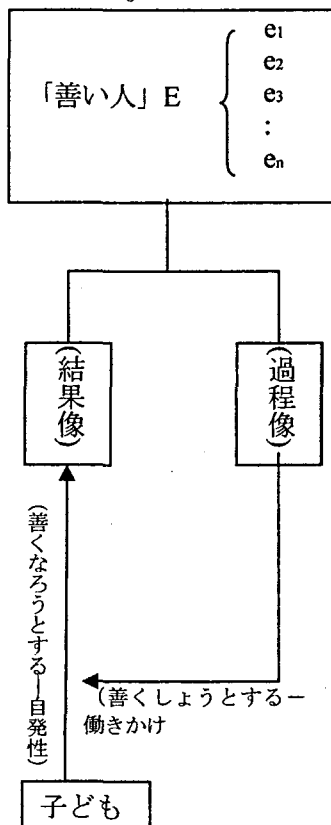 「善い人」E
e1
e2
e3
:
en
(結果像)
(過程像)
(善くなろうとする―自発性)
(善くしょうとする―
働きかけ
子ども